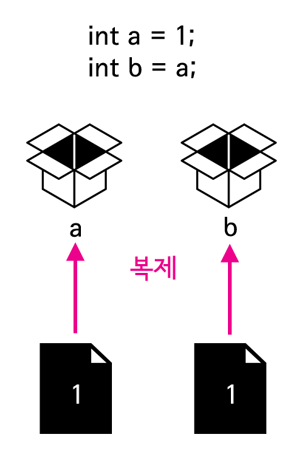 int a = 1;
int b = a;
a
b
복제
1
1